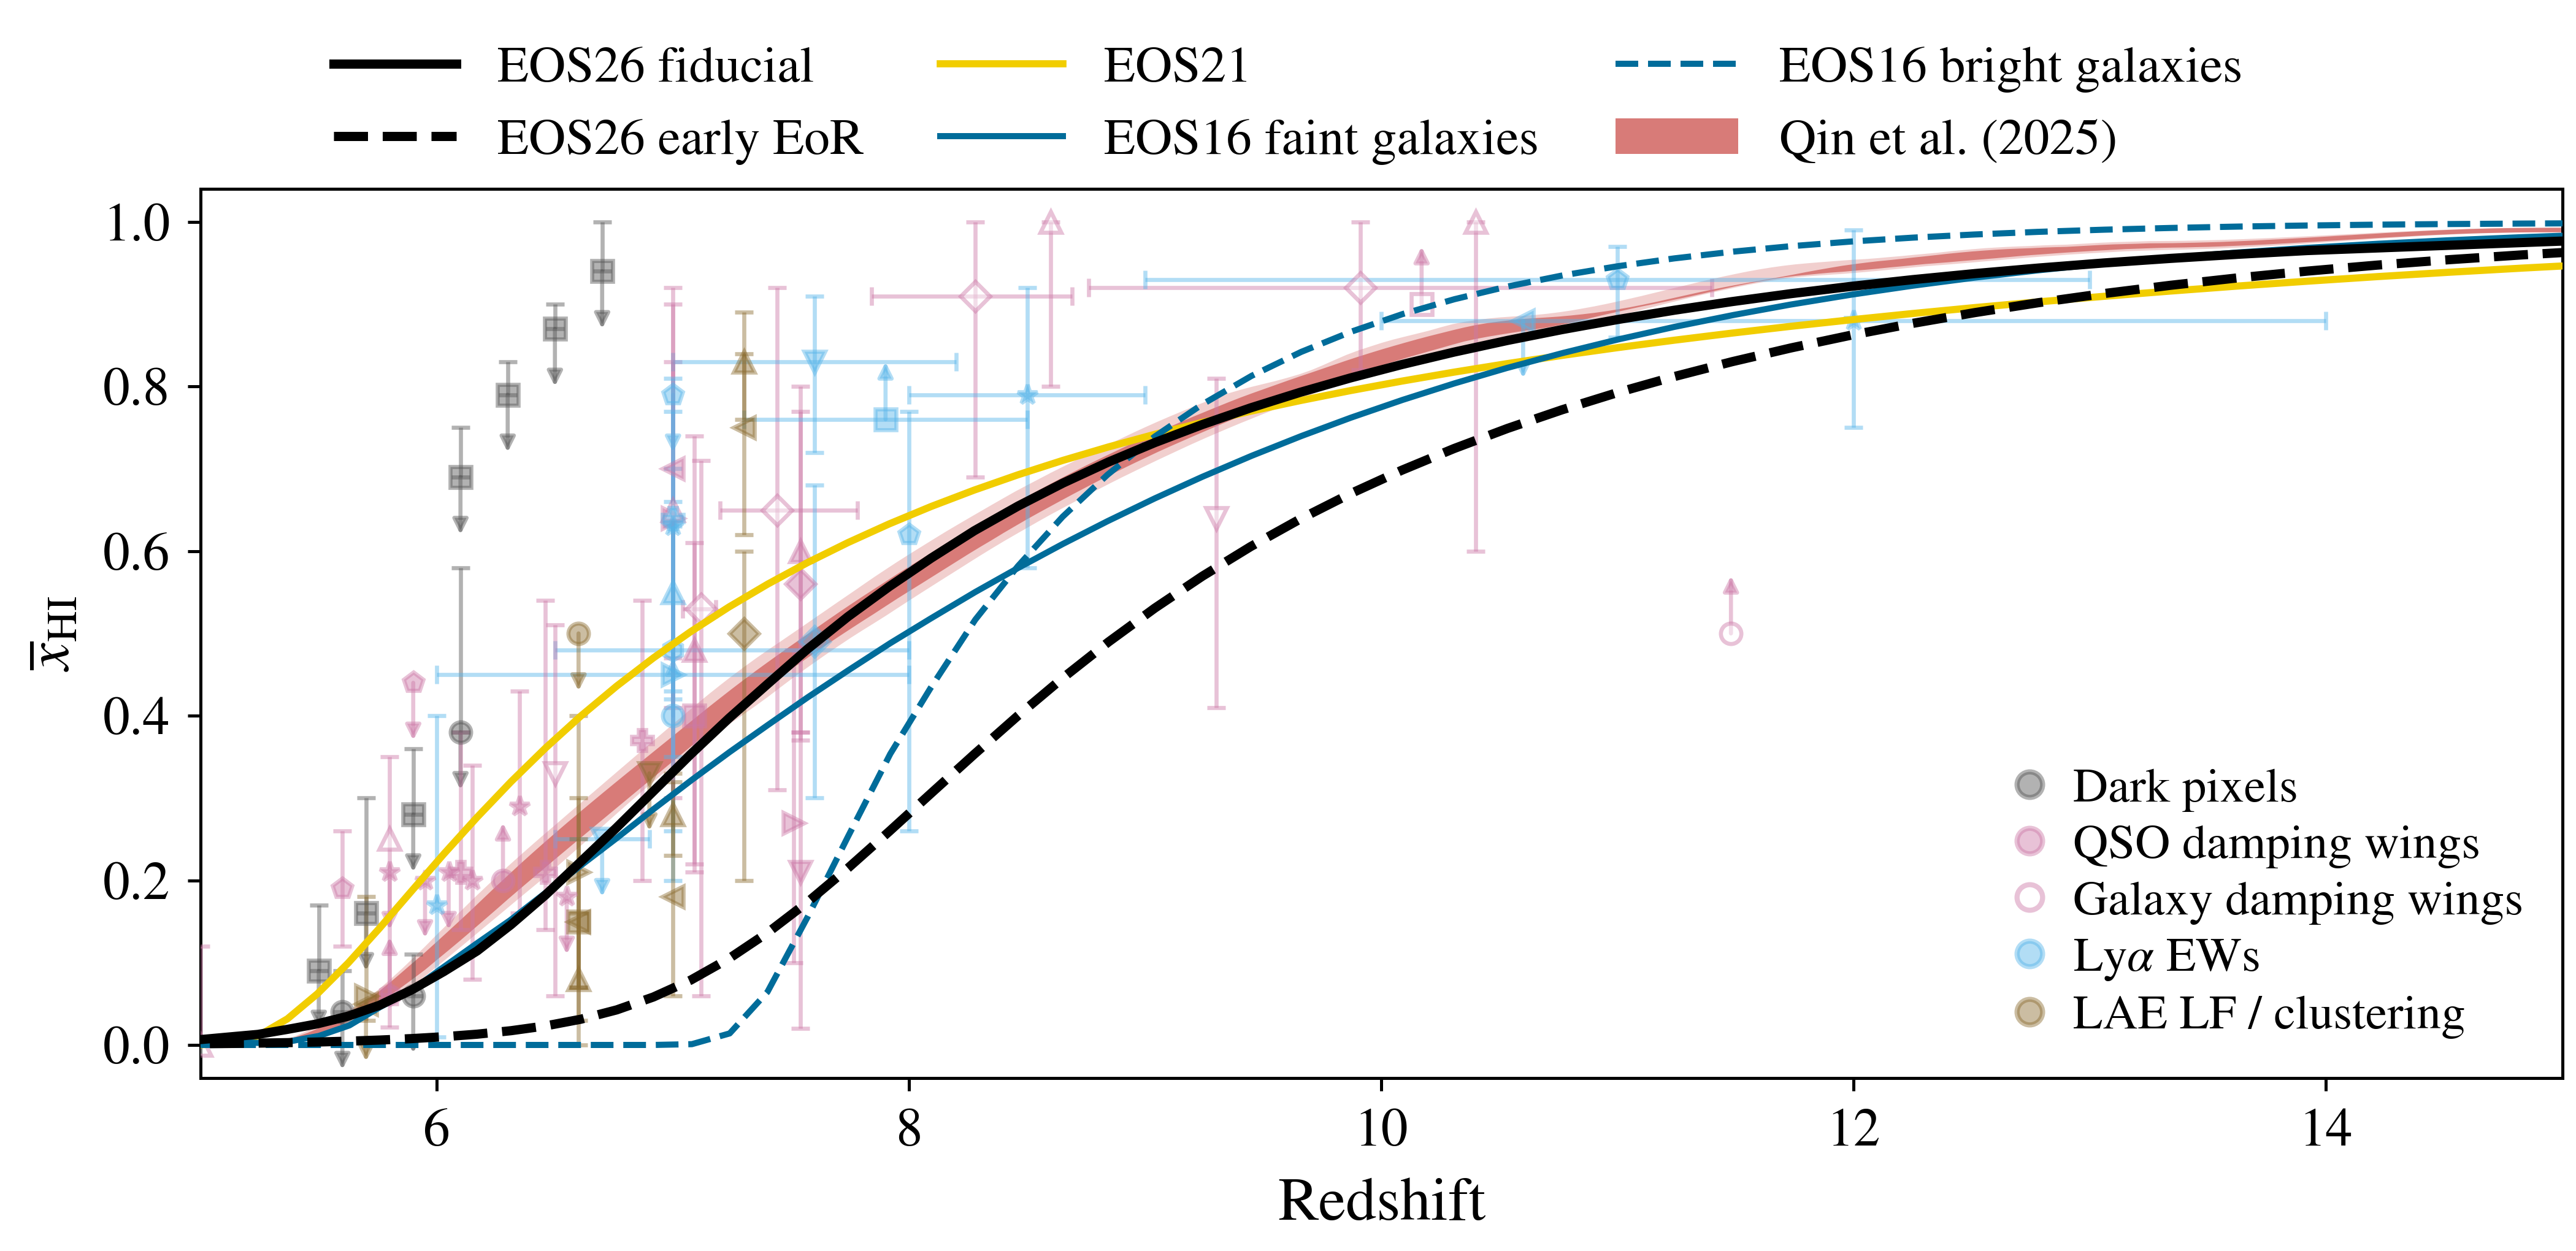 EOS26 fiducial
EOS26 early EoR
EOS21
EOS16 faint galaxies
EOS16 bright galaxies
Qin et al. (2025)
1.0
0.8
0.6
0.4
0.2
0.0
x̅HI
Dark pixels
QSO damping wings
Galaxy damping wings
Lyα EWs
LAE LF / clustering
6 8 10 12 14
Redshift